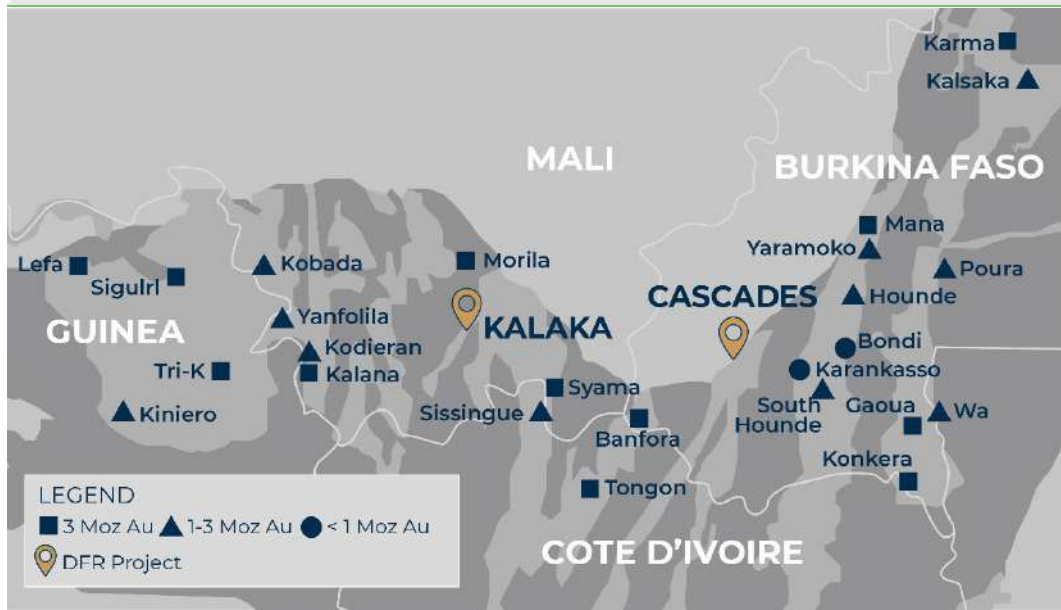 Karma
Kalsaka
MALI
BURKINA FASO
Mana
Yaramoko
Lefa
Kobada
Morila
Poura
SiguIrI
CASCADES
Hounde
GUINEA
Yanfolila
KALAKA
Kodieran
Bondi
Tri-K
Kalana
Karankasso
Syama
Kiniero
Sissingue
South
Hounde
Gaoua
Wa
Banfora
Konkera
Tongon
LEGEND
3 Moz Au 1-3 Moz Au < 1 Moz Au
DFR Project
COTE D'IVOIRE